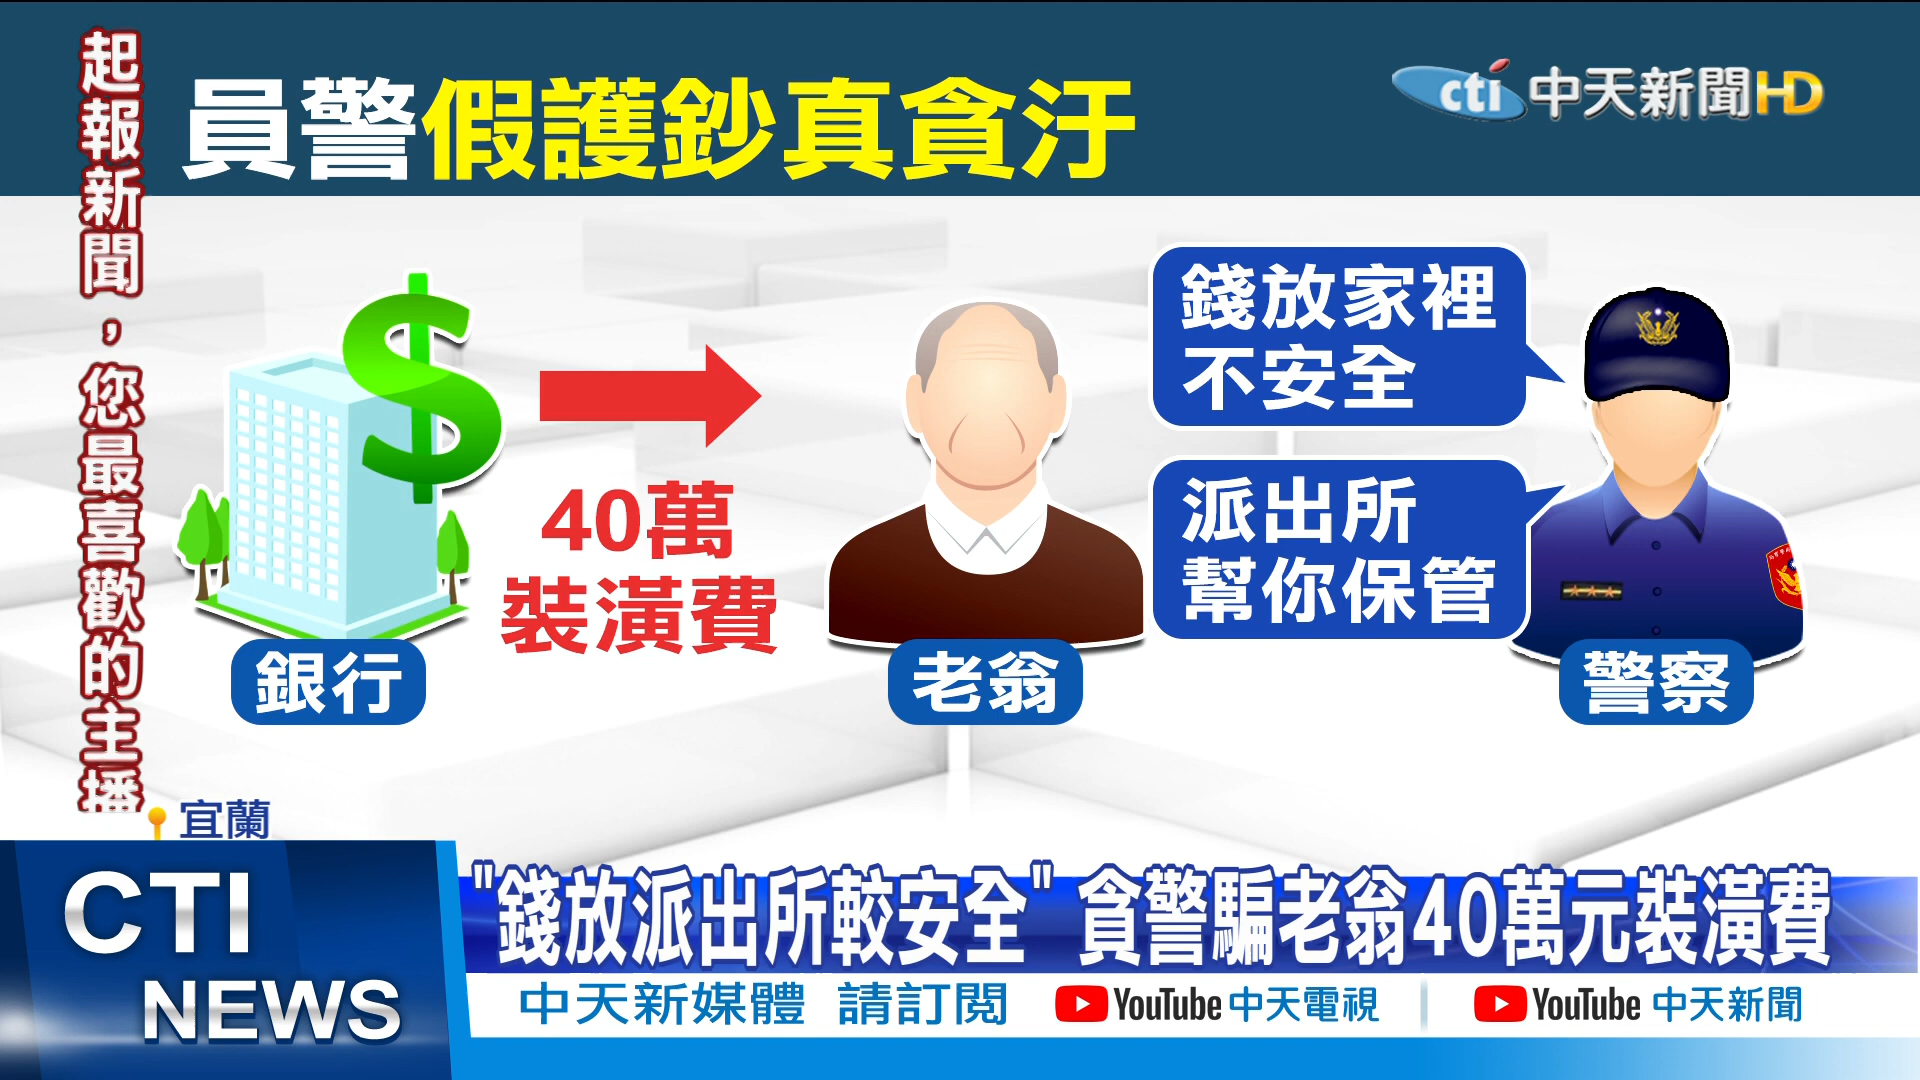 起報新聞，您最喜歡的主播
員警假護鈔真貪汙
cti 中天新聞HD
錢放家裡
不安全
派出所
幫你保管
40萬
裝潢費
銀行
老翁
警察
宜蘭
CTI
NEWS
"錢放派出所較安全" 貪警騙老翁40萬元裝潢費
中天新媒體 請訂閱 YouTube 中天電視 YouTube 中天新聞